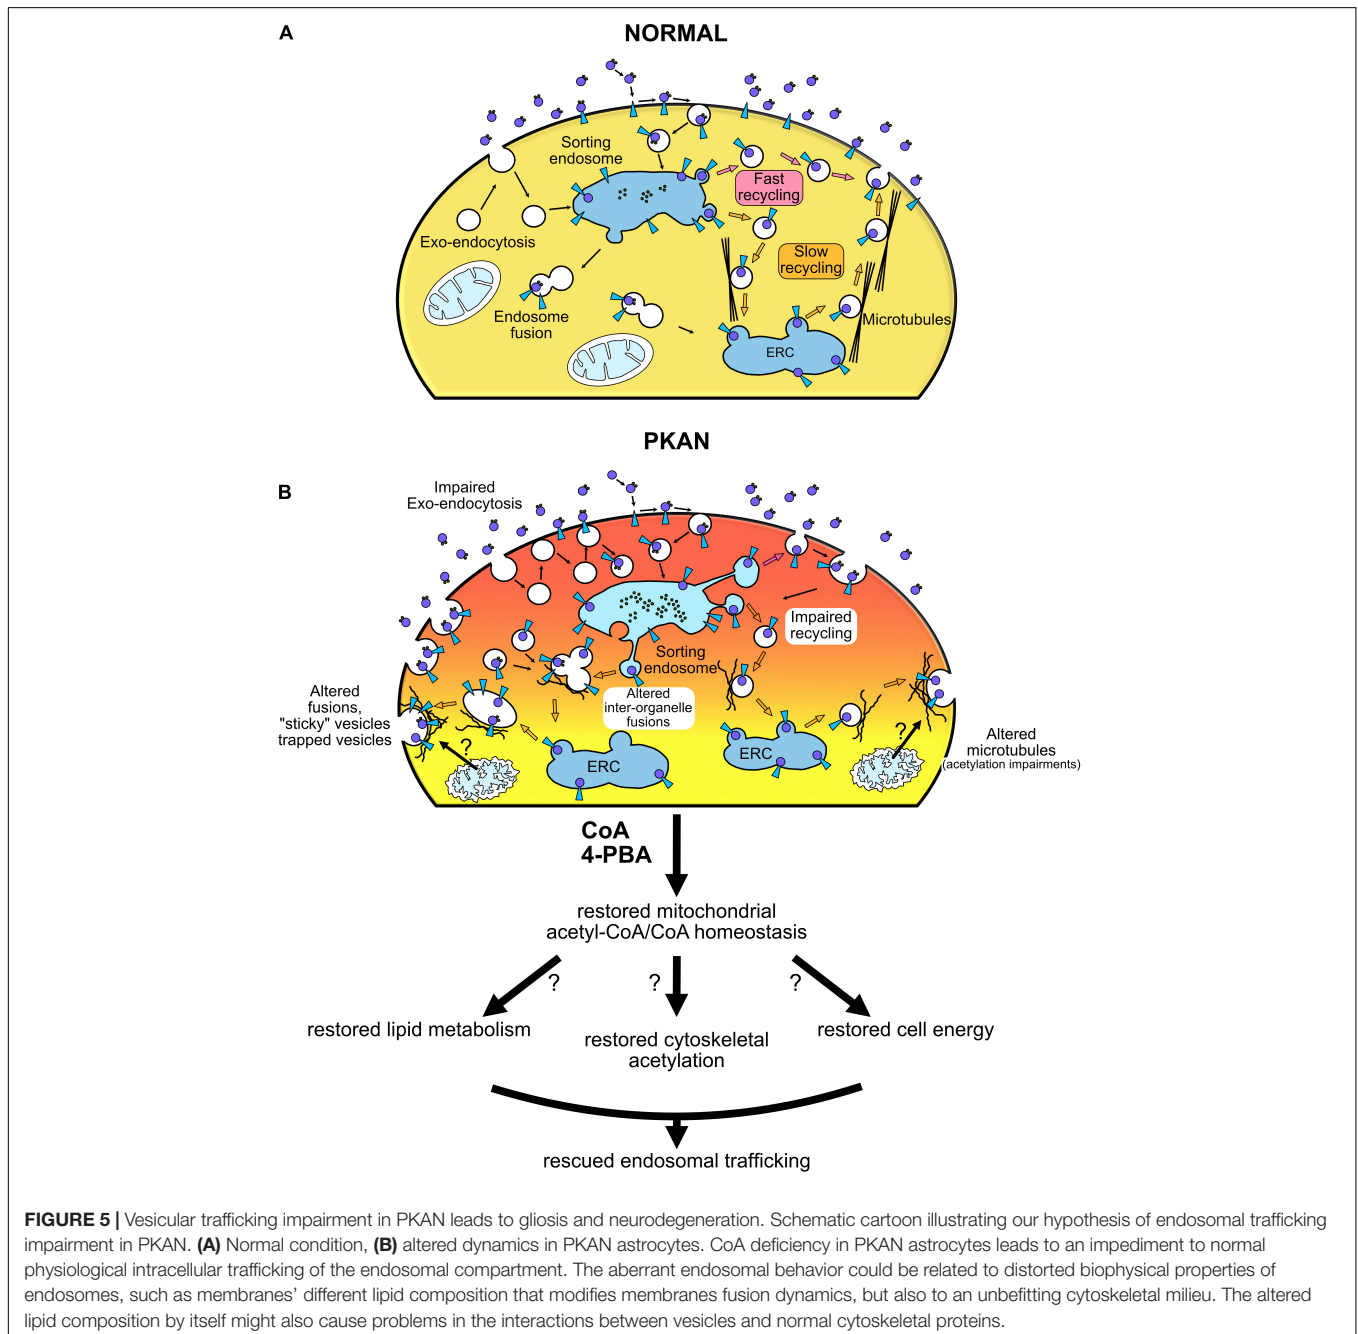 A
NORMAL
Sorting
endosome
Fast
recycling
Exo-endocytosis
Slow
recycling
Endosome
fusion
Microtubules
ERC
PKAN
B
Impaired
Exo-endocytosis
Impaired
recycling
Sorting
endosome
Altered
fusions,
"sticky" vesicles
trapped vesicles
Altered
inter-organelle
fusions
?
?
Altered
microtubules
(acetylation impairments)
ERC
ERC
CoA
4-PBA
restored mitochondrial
acetyl-CoA/CoA homeostasis
?
?
?
restored lipid metabolism
restored cytoskeletal
acetylation
restored cell energy
rescued endosomal trafficking
FIGURE 5 | Vesicular trafficking impairment in PKAN leads to gliosis and neurodegeneration. Schematic cartoon illustrating our hypothesis of endosomal trafficking
impairment in PKAN. (A) Normal condition, (B) altered dynamics in PKAN astrocytes. CoA deficiency in PKAN astrocytes leads to an impediment to normal
physiological intracellular trafficking of the endosomal compartment. The aberrant endosomal behavior could be related to distorted biophysical properties of
endosomes, such as membranes' different lipid composition that modifies membranes fusion dynamics, but also to an unbefitting cytoskeletal milieu. The altered
lipid composition by itself might also cause problems in the interactions between vesicles and normal cytoskeletal proteins.